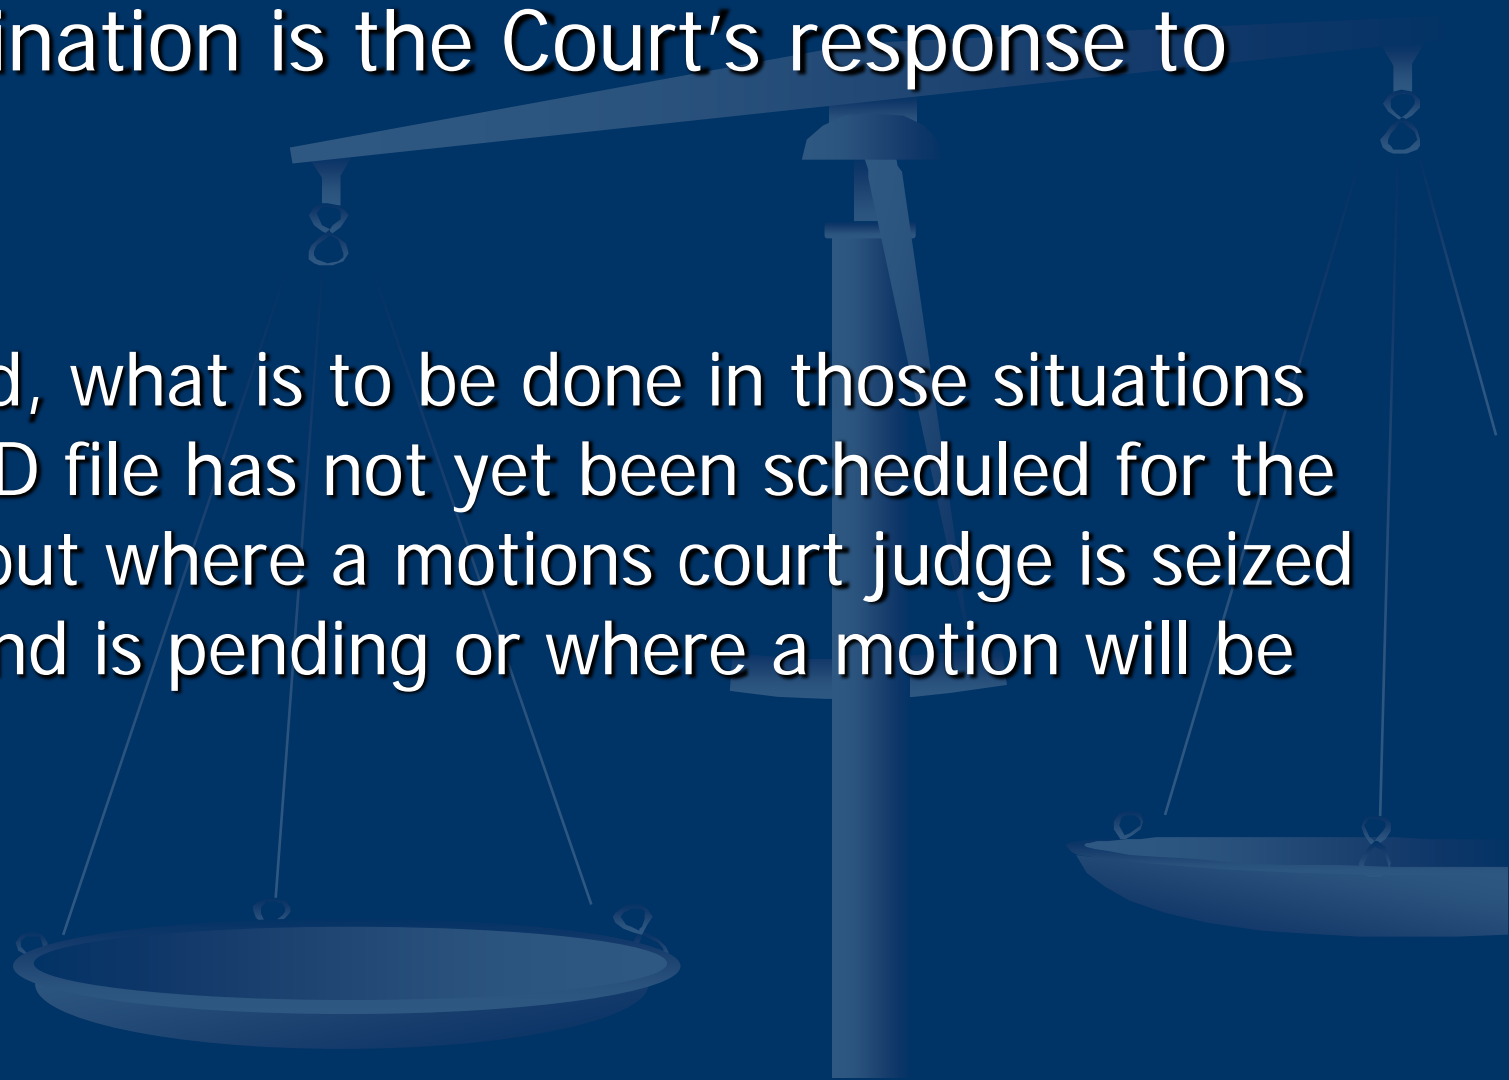 ination is the Court’s response to
d, what is to be done in those situations
D file has not yet been scheduled for the
but where a motions court judge is seized
nd is pending or where a motion will be